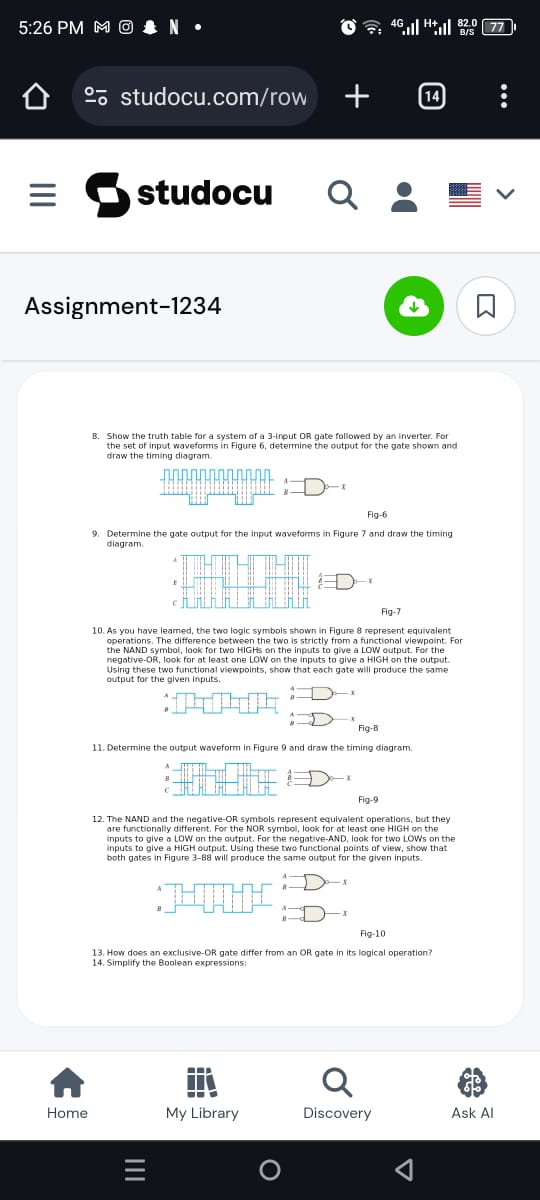 5:26 PM
4G H+ 82.0 B/S 77
studocu.com/row
14
studocu
Assignment-1234
8. Show the truth table for a system of a 3-input OR gate followed by an inverter. For
the set of input waveforms in Figure 6, determine the output for the gate shown and
draw the timing diagram.
A
B
X
Fig-6
9. Determine the gate output for the input waveforms in Figure 7 and draw the timing
diagram.
A
B
C
A
B
C
X
Fig-7
10. As you have learned, the two logic symbols shown in Figure 8 represent equivalent
operations. The difference between the two is strictly from a functional viewpoint. For
the NAND symbol, look for two HIGHs on the inputs to give a LOW output. For the
negative-OR, look for at least one LOW on the inputs to give a HIGH on the output.
Using these two functional viewpoints, show that each gate will produce the same
output for the given inputs.
A
B
A
B
X
A
B
X
Fig-8
11. Determine the output waveform in Figure 9 and draw the timing diagram.
A
B
C
A
B
C
X
Fig-9
12. The NAND and the negative-OR symbols represent equivalent operations, but they
are functionally different. For the NOR symbol, look for at least one HIGH on the
inputs to give a LOW on the output. For the negative-AND, look for two LOWs on the
inputs to give a HIGH output. Using these two functional points of view, show that
both gates in Figure 3-88 will produce the same output for the given inputs.
A
B
A
B
X
A
B
X
Fig-10
13. How does an exclusive-OR gate differ from an OR gate in its logical operation?
14. Simplify the Boolean expressions:
Home
My Library
Discovery
Ask AI